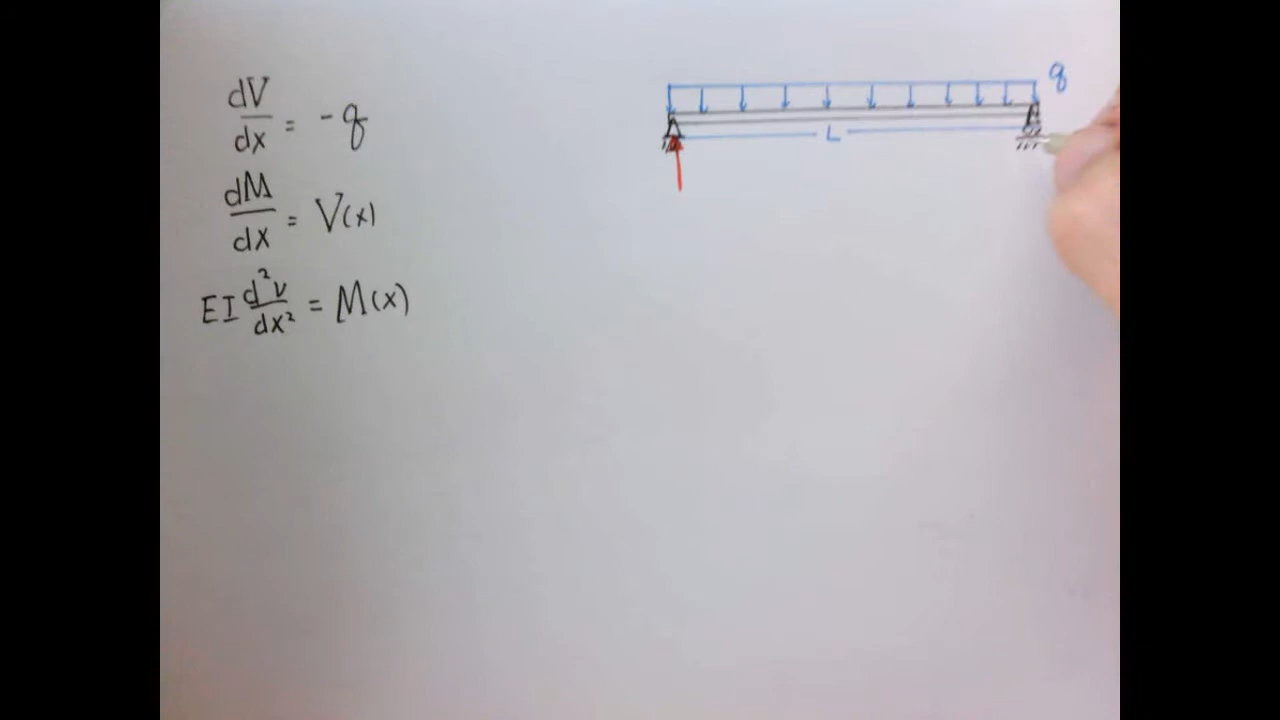 dV/dx = -q
dM/dx = V(x)
EI d²v/dx² = M(x)
q
L